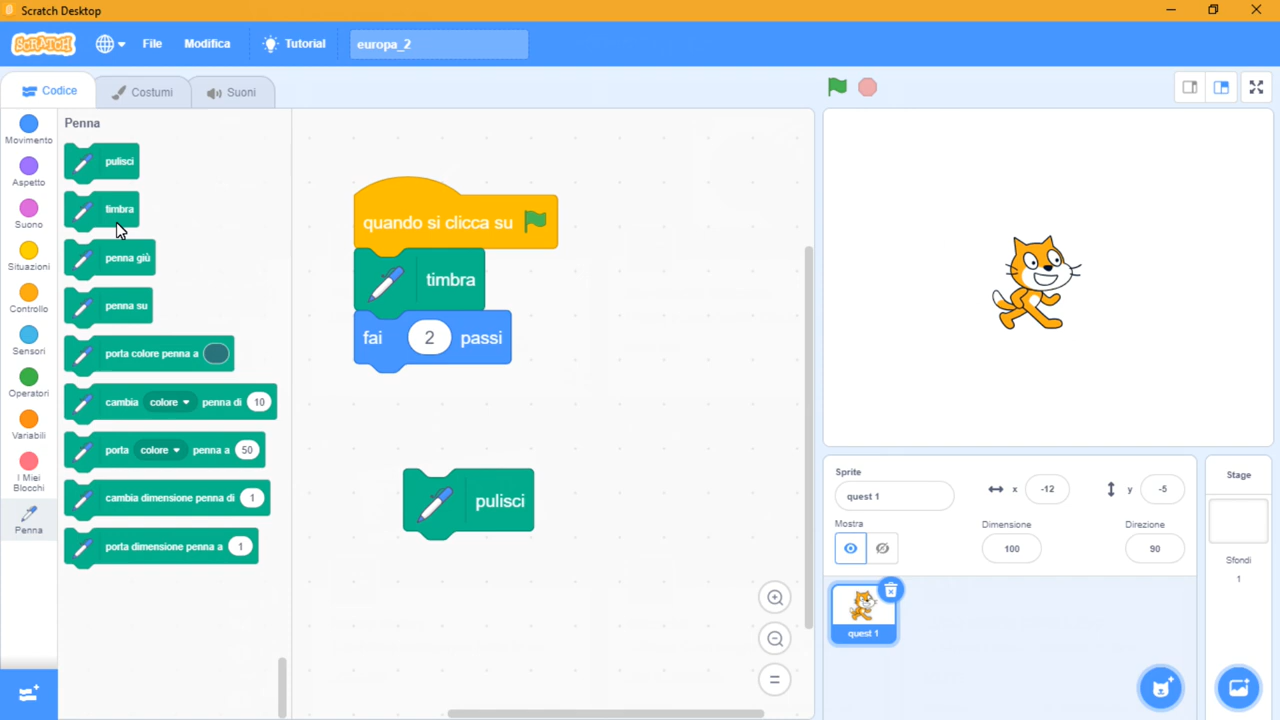 Scratch Desktop
SCRATCH
File
Modifica
Tutorial
europa_2
Codice
Costumi
Suoni
Movimento
Aspetto
Suono
Situazioni
Controllo
Sensori
Operatori
Variabili
I Miei
Blocchi
Penna
Penna
pulisci
timbra
penna giù
penna su
porta colore penna a
cambia colore penna di 10
porta colore penna a 50
cambia dimensione penna di 1
porta dimensione penna a 1
quando si clicca su
timbra
fai 2 passi
pulisci
Sprite
quest 1
x -12
y -5
Mostra
Dimensione
100
Direzione
90
quest 1
Stage
Sfondi
1